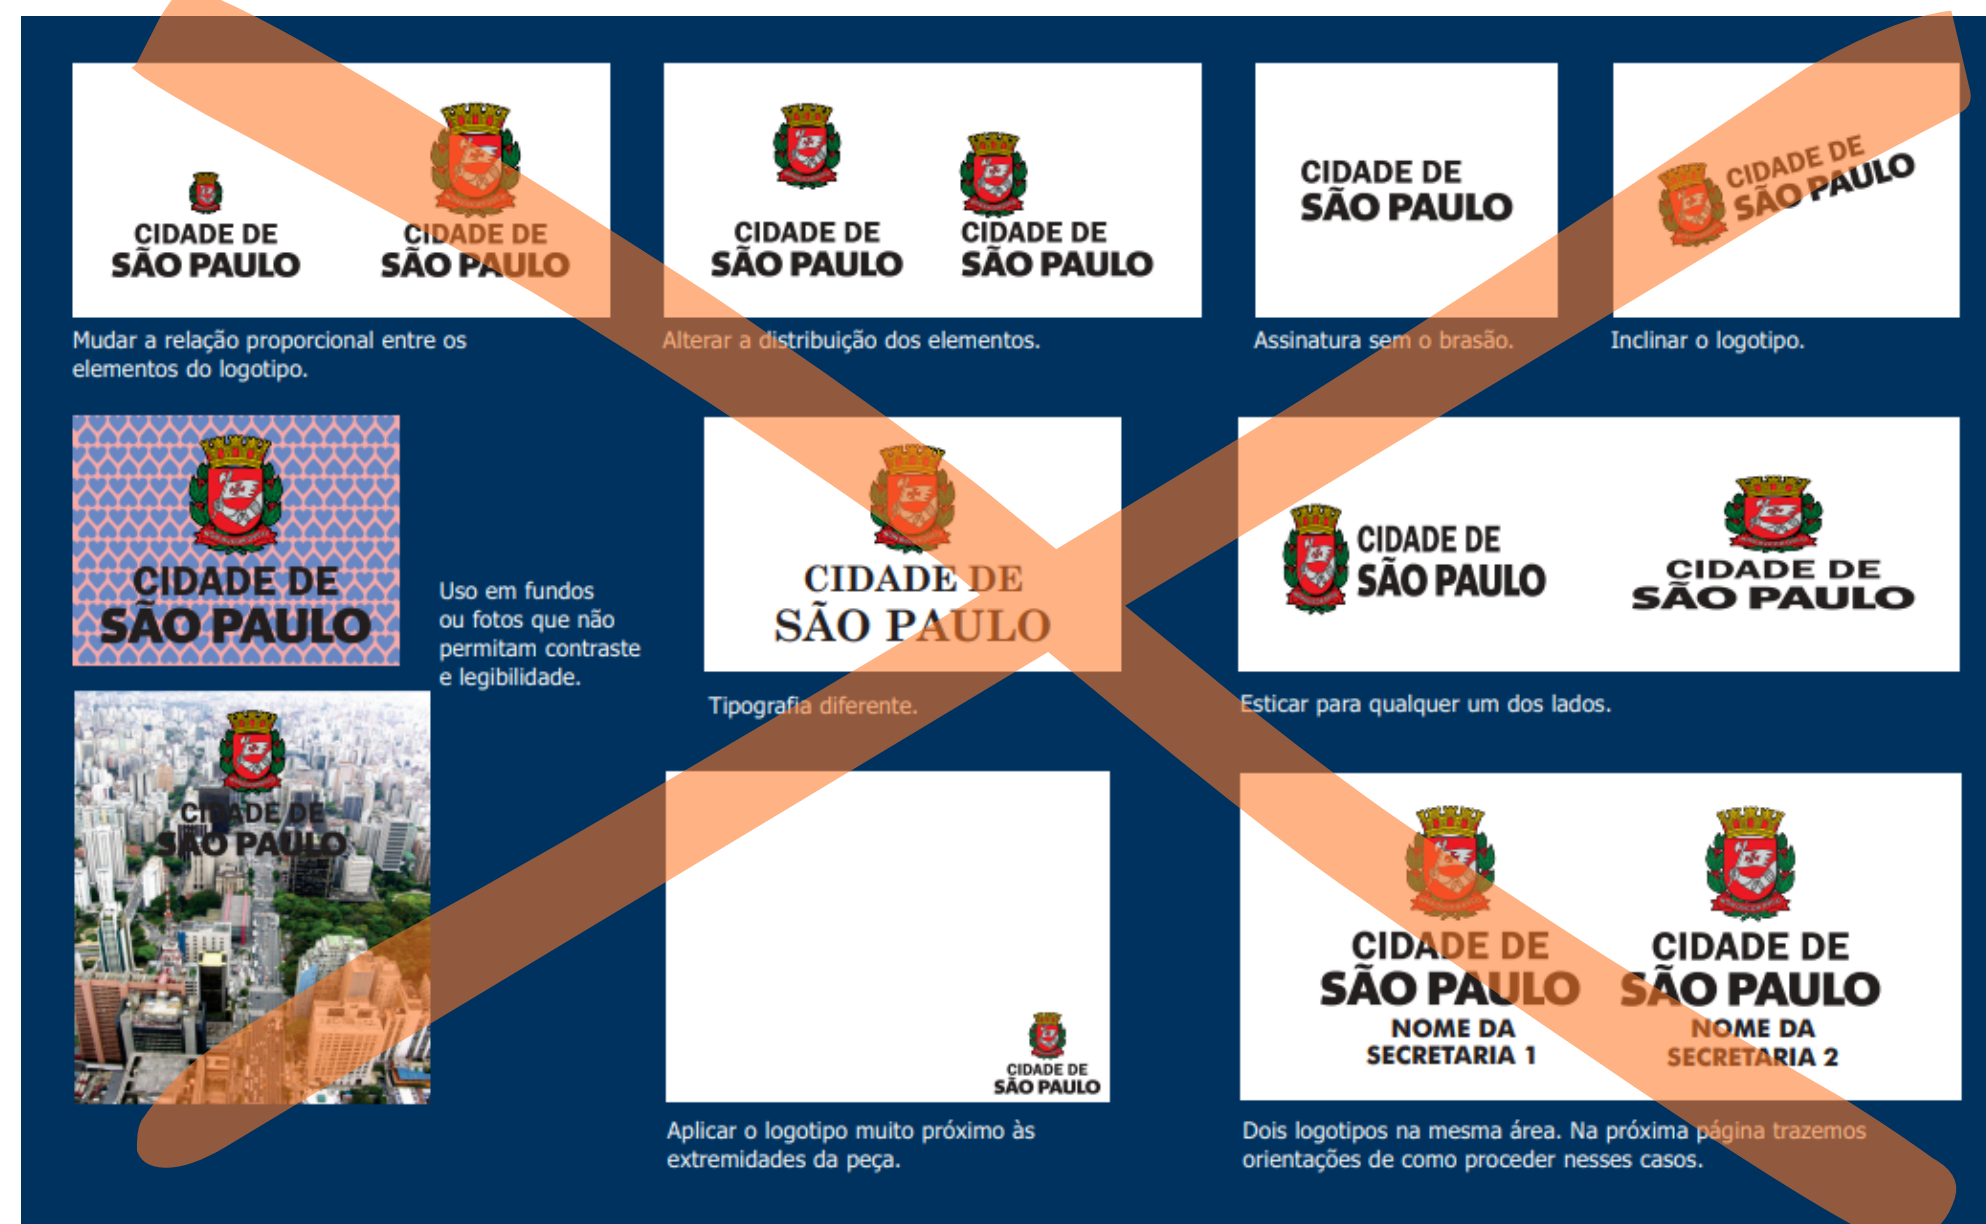 CIDADE DE
SÃO PAULO
CIDADE DE
SÃO PAULO
Mudar a relação proporcional entre os
elementos do logotipo.
CIDADE DE
SÃO PAULO
CIDADE DE
SÃO PAULO
Alterar a distribuição dos elementos.
CIDADE DE
SÃO PAULO
Assinatura sem o brasão.
CIDADE DE
SÃO PAULO
Inclinar o logotipo.
CIDADE DE
SÃO PAULO
Uso em fundos
ou fotos que não
permitam contraste
e legibilidade.
CIDADE DE
SÃO PAULO
CIDADE DE
SÃO PAULO
Tipografia diferente.
CIDADE DE
SÃO PAULO
CIDADE DE
SÃO PAULO
Esticar para qualquer um dos lados.
CIDADE DE
SÃO PAULO
Aplicar o logotipo muito próximo às
extremidades da peça.
CIDADE DE
SÃO PAULO
NOME DA
SECRETARIA 1
CIDADE DE
SÃO PAULO
NOME DA
SECRETARIA 2
Dois logotipos na mesma área. Na próxima página trazemos
orientações de como proceder nesses casos.